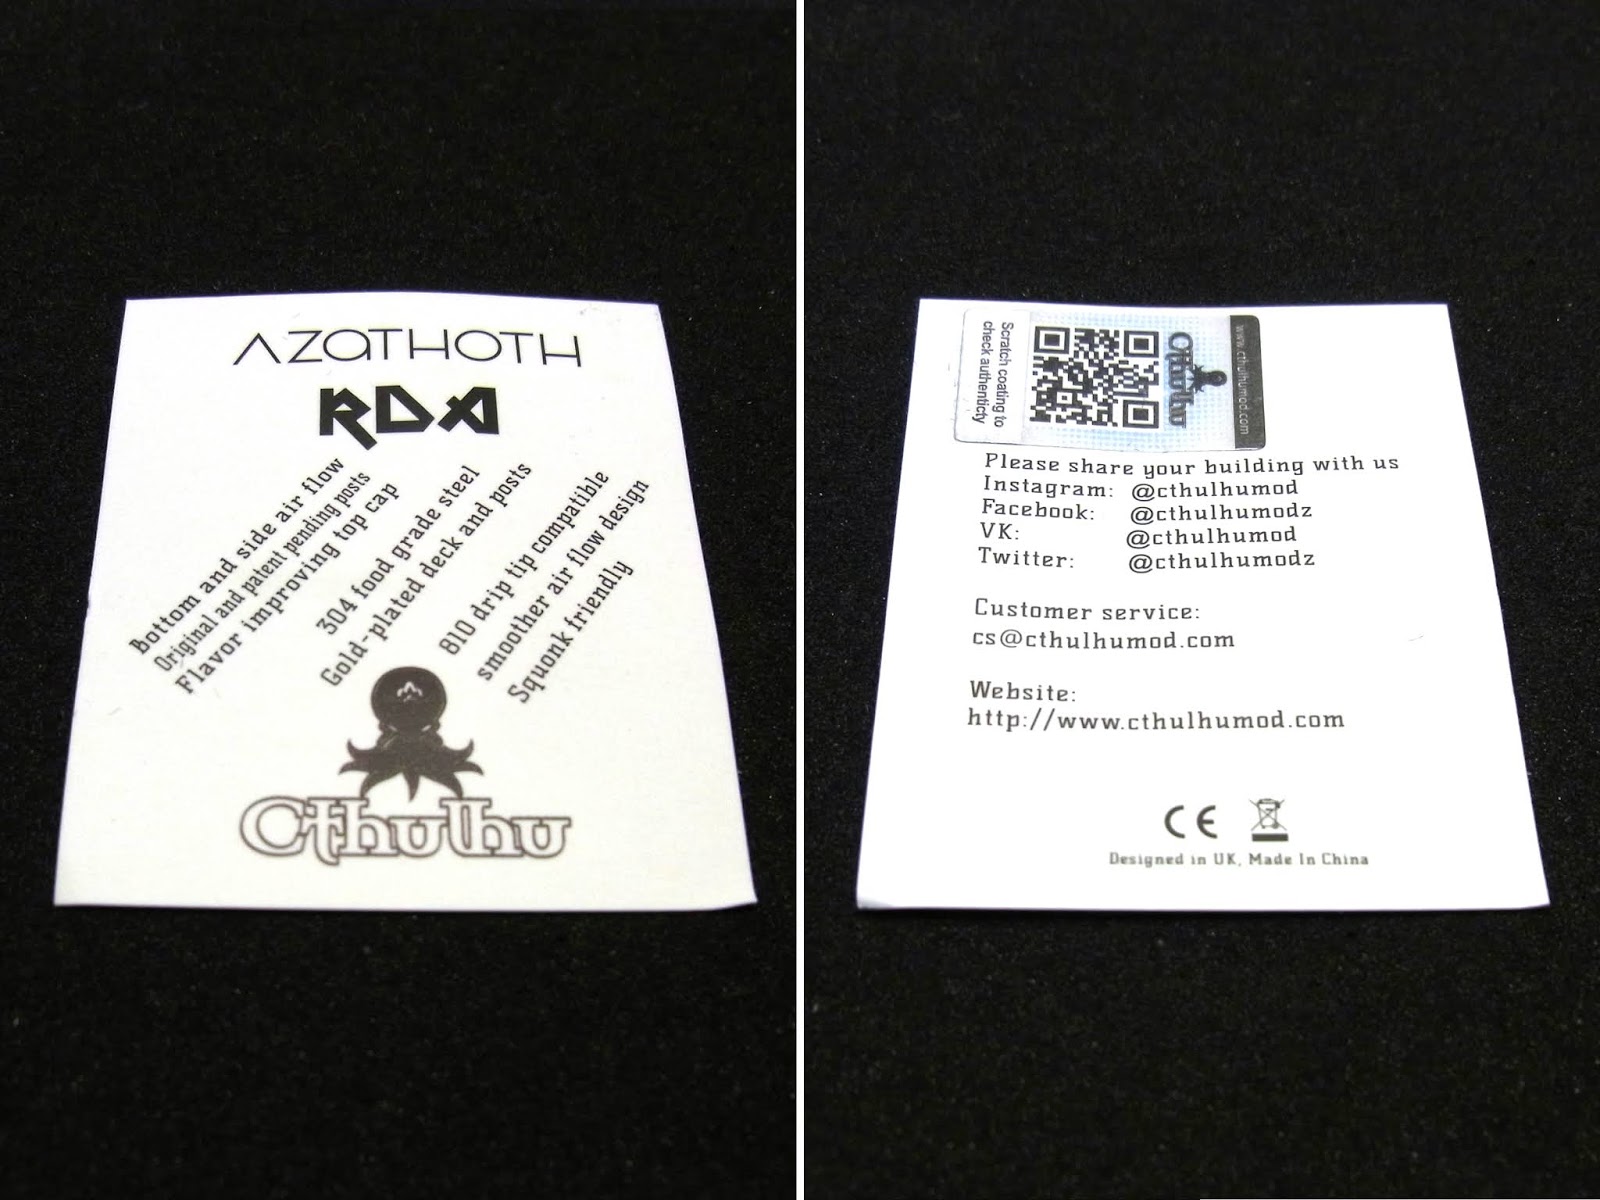 AZATHOTH
RDA
Bottom and side air flow
Original and patent pending posts
Flavor improving top cap
304 food grade steel
Gold-plated deck and posts
810 drip tip compatible
smoother air flow design
Squonk friendly
Cthulhu
Scratch coating to
check authenticty
Cthulhu
www.cthulhumod.com
Please share your building with us
Instagram: @cthulhumod
Facebook: @cthulhumodz
VK: @cthulhumod
Twitter: @cthulhumodz
Customer service:
cs@cthulhumod.com
Website:
http://www.cthulhumod.com
CE
Designed in UK, Made In China